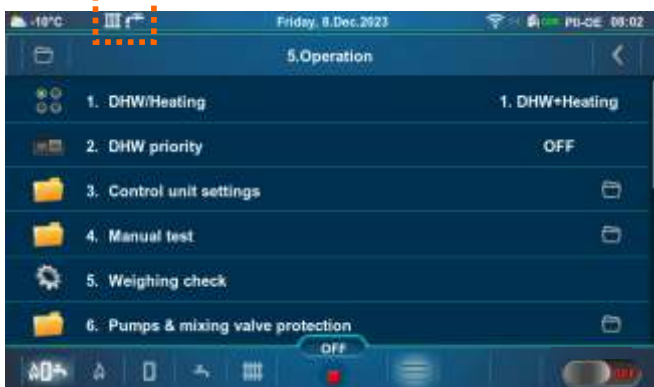 -10°C Friday, 8.Dec.2023 PU-OE 08:02
5.Operation
1. DHW/Heating 1. DHW+Heating
2. DHW priority OFF
3. Control unit settings
4. Manual test
5. Weighing check
6. Pumps & mixing valve protection
OFF
OFF